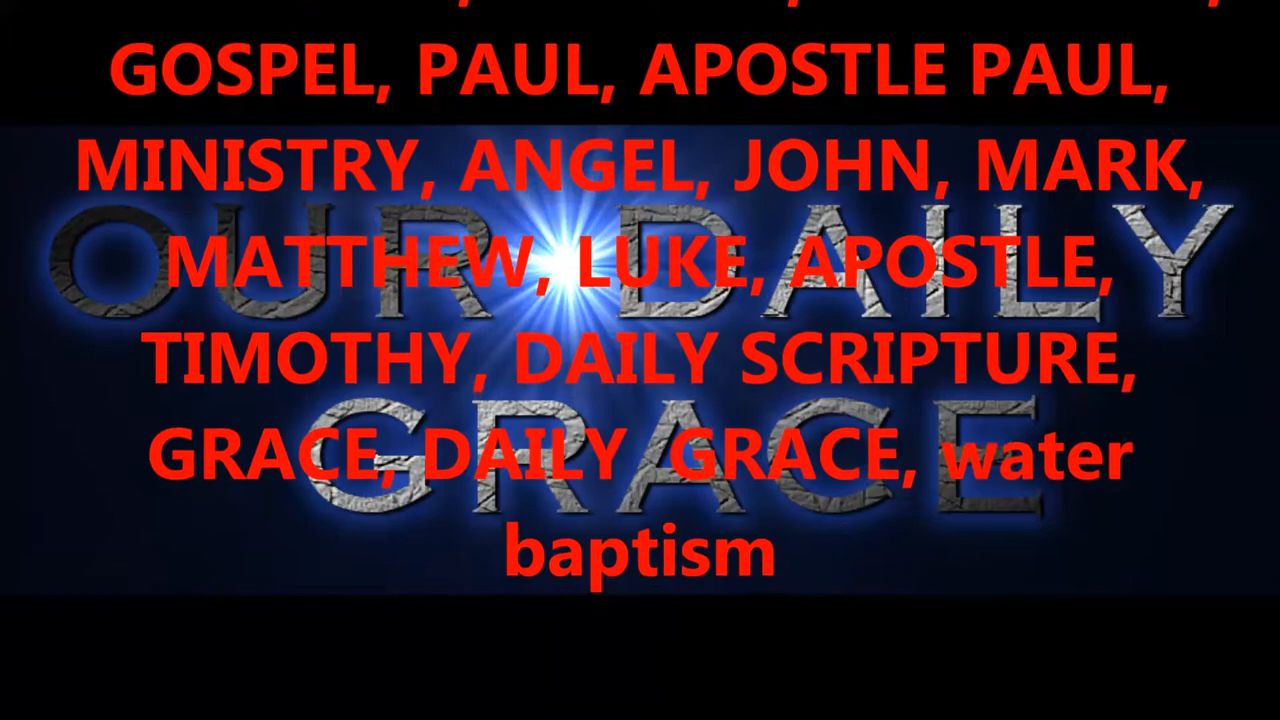 GOSPEL, PAUL, APOSTLE PAUL,
MINISTRY, ANGEL, JOHN, MARK,
OUR DAILY
MATTHEW, LUKE, APOSTLE,
TIMOTHY, DAILY SCRIPTURE,
GRACE
GRACE, DAILY  GRACE, water
baptism